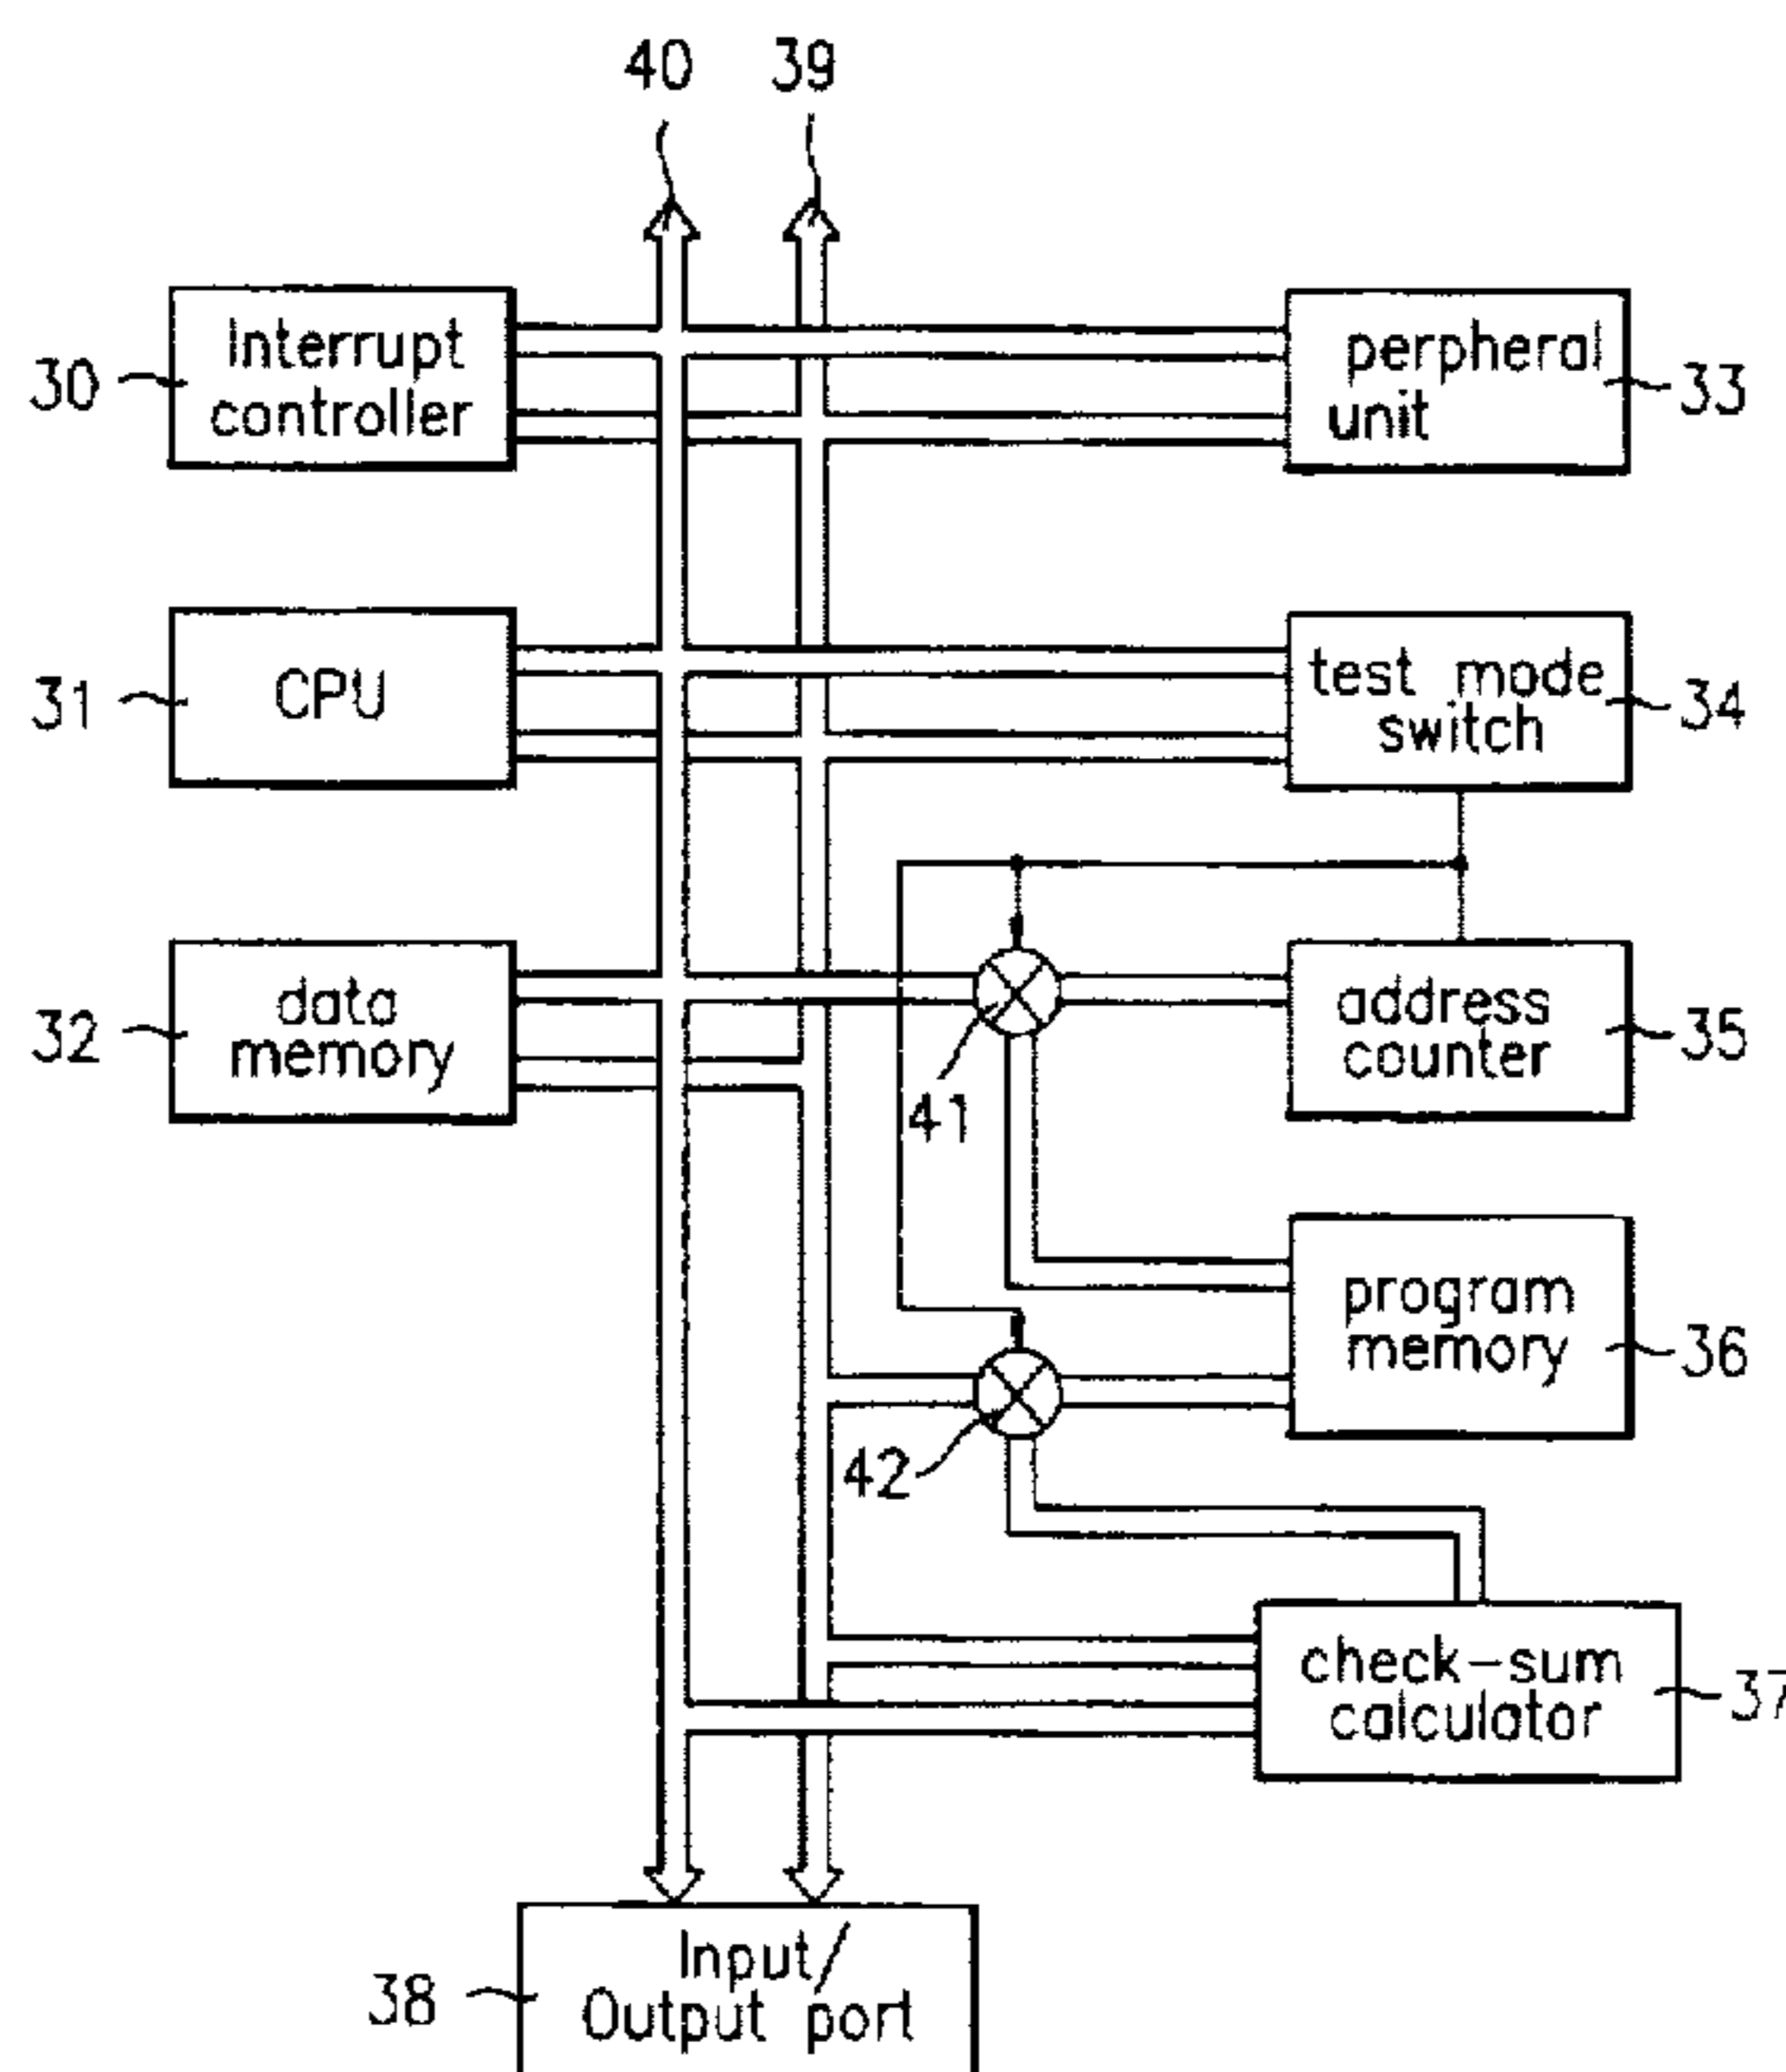 40 39
30
Interrupt
controller
perpheral
unit
33
31
CPU
test mode
switch
34
32
data
memory
41
address
counter
35
program
memory
36
42
check-sum
calculator
37
38
Input/
Output port